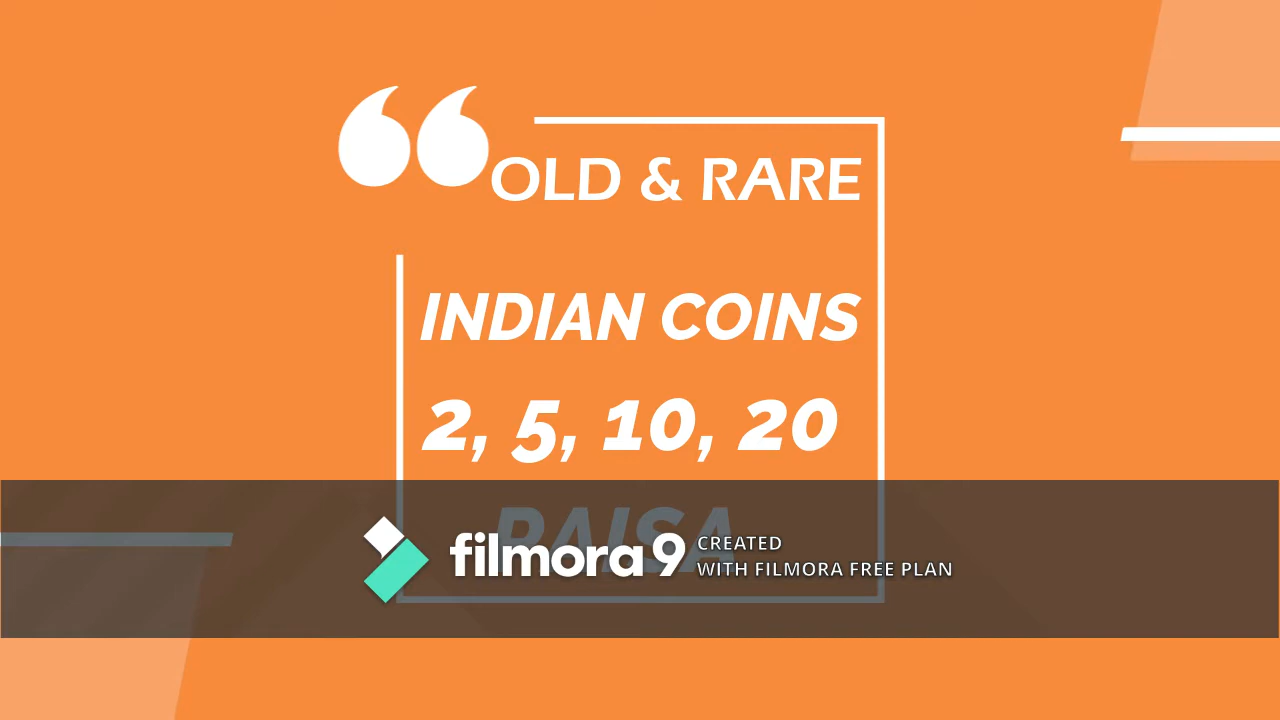 OLD & RARE
INDIAN COINS
2, 5, 10, 20
PAISA
filmora9 CREATED
WITH FILMORA FREE PLAN